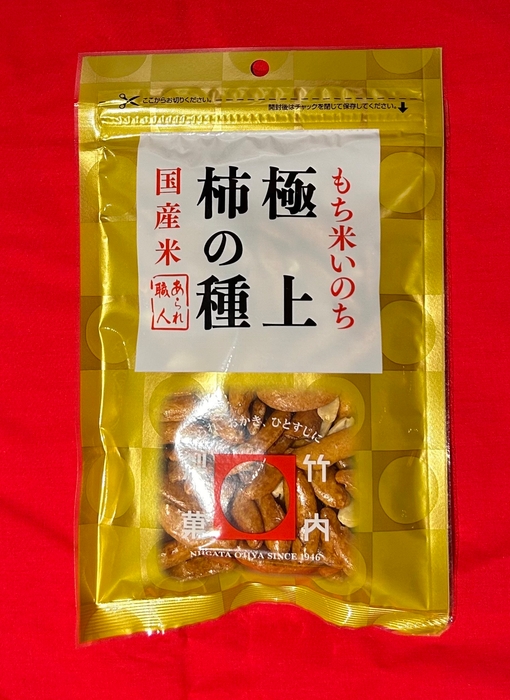 ここからお切りください。
開封後はチャックを閉じて保存してください。
もち米いのち
極上
柿の種
国産米
あられ
職人
おかき、ひとすじに
竹内
菓
NIIGATA OJIYA SINCE 1946